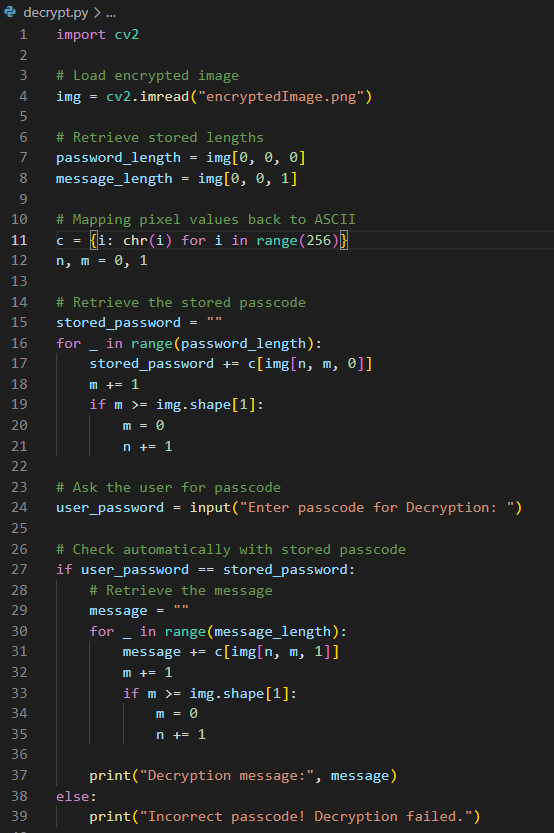 decrypt.py > ...
1 import cv2
2
3 # Load encrypted image
4 img = cv2.imread("encryptedImage.png")
5
6 # Retrieve stored lengths
7 password_length = img[0, 0, 0]
8 message_length = img[0, 0, 1]
9
10 # Mapping pixel values back to ASCII
11 c = {i: chr(i) for i in range(256)}
12 n, m = 0, 1
13
14 # Retrieve the stored passcode
15 stored_password = ""
16 for _ in range(password_length):
17     stored_password += c[img[n, m, 0]]
18     m += 1
19     if m >= img.shape[1]:
20         m = 0
21         n += 1
22
23 # Ask the user for passcode
24 user_password = input("Enter passcode for Decryption: ")
25
26 # Check automatically with stored passcode
27 if user_password == stored_password:
28     # Retrieve the message
29     message = ""
30     for _ in range(message_length):
31         message += c[img[n, m, 1]]
32         m += 1
33         if m >= img.shape[1]:
34             m = 0
35             n += 1
36
37     print("Decryption message:", message)
38 else:
39     print("Incorrect passcode! Decryption failed.")